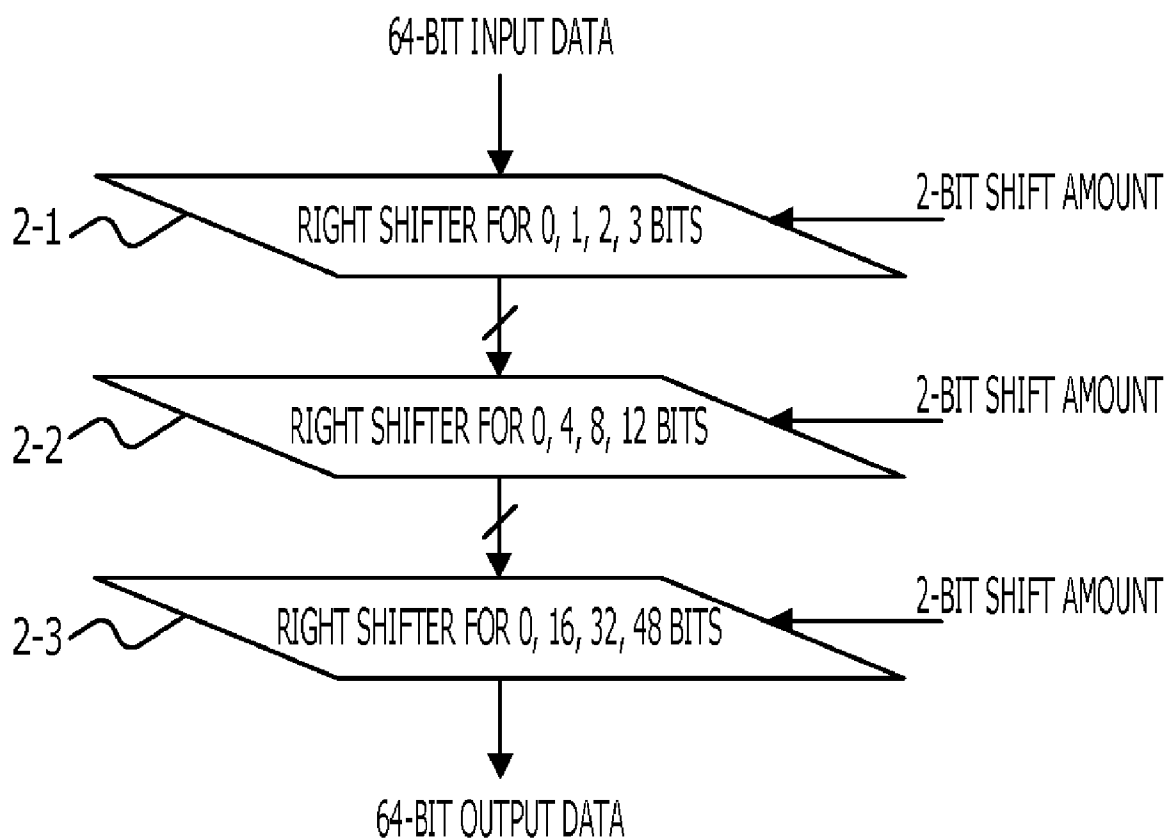 64-BIT INPUT DATA
2-BIT SHIFT AMOUNT
2-1
RIGHT SHIFTER FOR 0, 1, 2, 3 BITS
2-BIT SHIFT AMOUNT
2-2
RIGHT SHIFTER FOR 0, 4, 8, 12 BITS
2-BIT SHIFT AMOUNT
2-3
RIGHT SHIFTER FOR 0, 16, 32, 48 BITS
64-BIT OUTPUT DATA